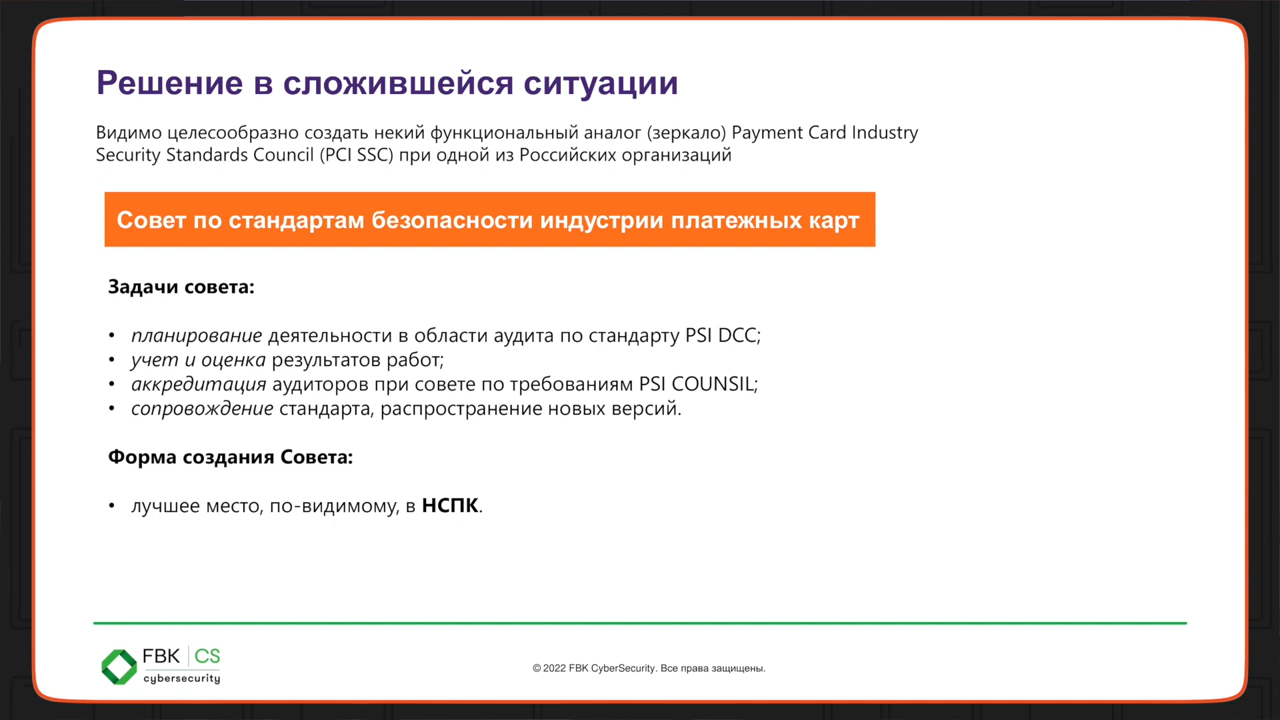 Решение в сложившейся ситуации
Видимо целесообразно создать некий функциональный аналог (зеркало) Payment Card Industry
Security Standards Council (PCI SSC) при одной из Российских организаций
Совет по стандартам безопасности индустрии платежных карт
Задачи совета:
• планирование деятельности в области аудита по стандарту PSI DCC;
• учет и оценка результатов работ;
• аккредитация аудиторов при совете по требованиям PSI COUNSIL;
• сопровождение стандарта, распространение новых версий.
Форма создания Совета:
• лучшее место, по-видимому, в НСПК.
FBK CS
cybersecurity
© 2022 FBK CyberSecurity. Все права защищены.